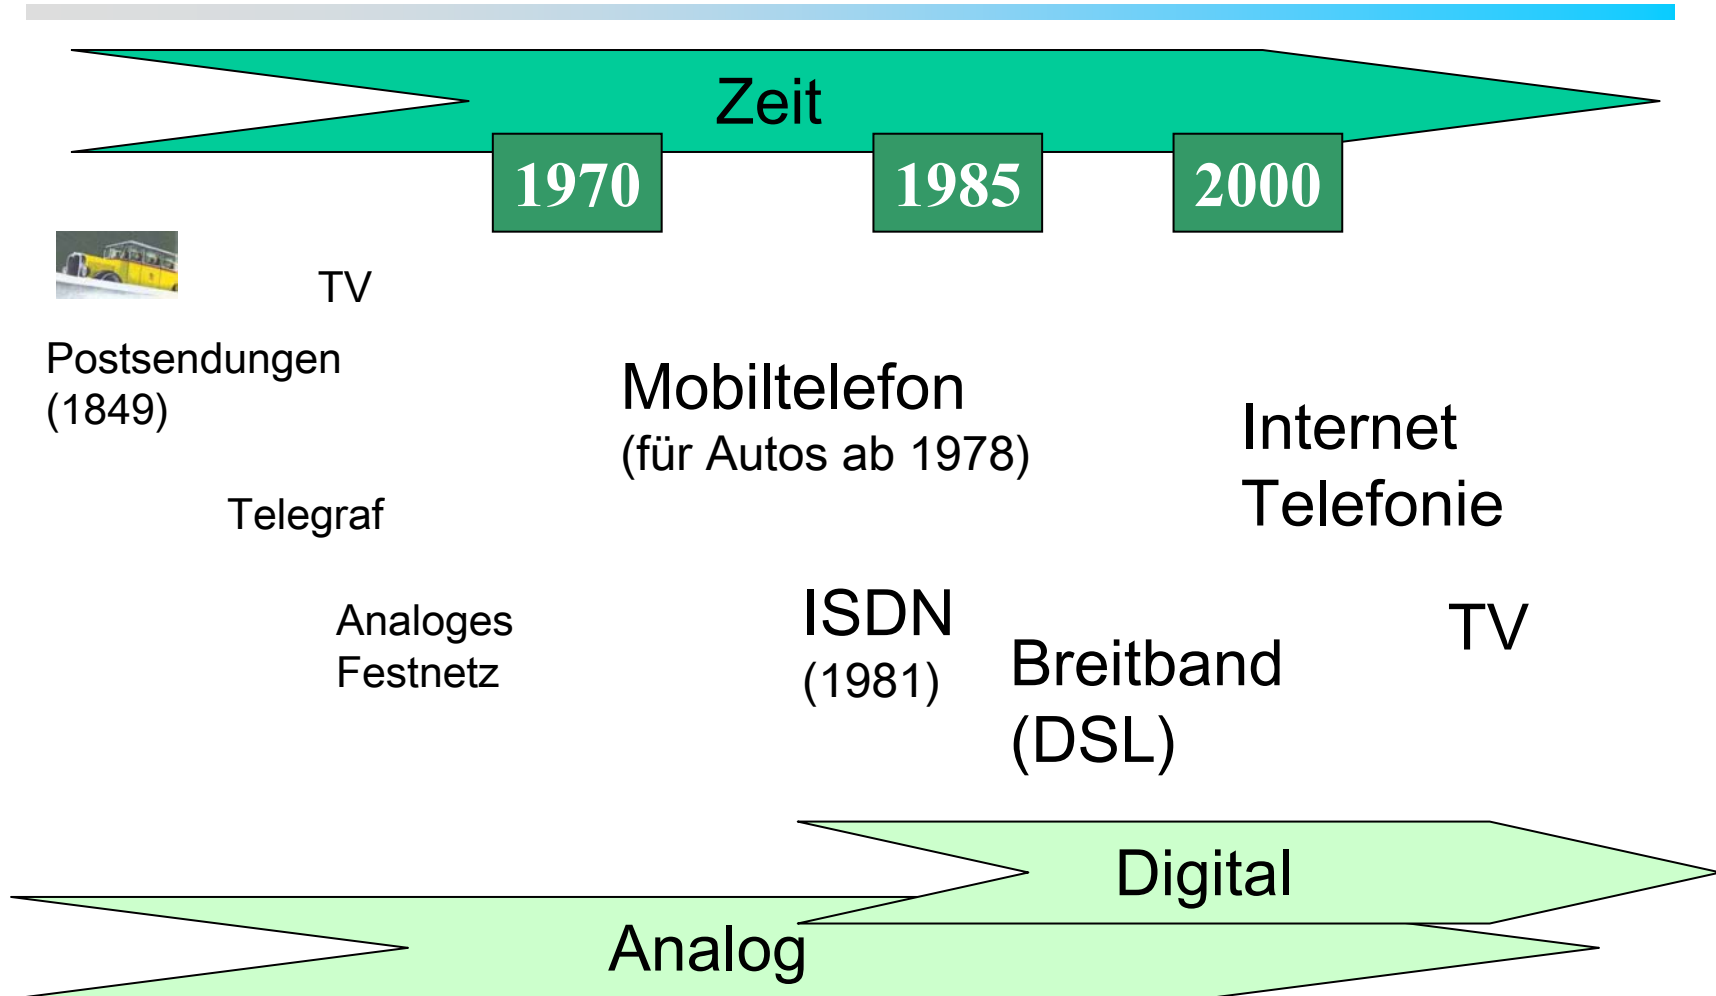 Zeit
1970
1985
2000
TV
Postsendungen
(1849)
Mobiltelefon
(für Autos ab 1978)
Internet
Telefonie
Telegraf
Analoges
Festnetz
ISDN
(1981)
Breitband
(DSL)
TV
Digital
Analog